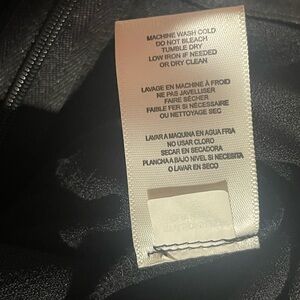 MACHINE WASH COLD
DO NOT BLEACH
TUMBLE DRY
LOW IRON IF NEEDED
OR DRY CLEAN
LAVAGE EN MACHINE À FROID
NE PAS JAVELLISER
FAIRE SÉCHER
FAIBLE FER SI NÉCESSAIRE
OU NETTOYAGE SEC
LAVAR A MAQUINA EN AGUA FRIA
NO USAR CLORO
SECAR EN SECADORA
PLANCHA A BAJO NIVEL SI NECESITA
O LAVAR EN SECO